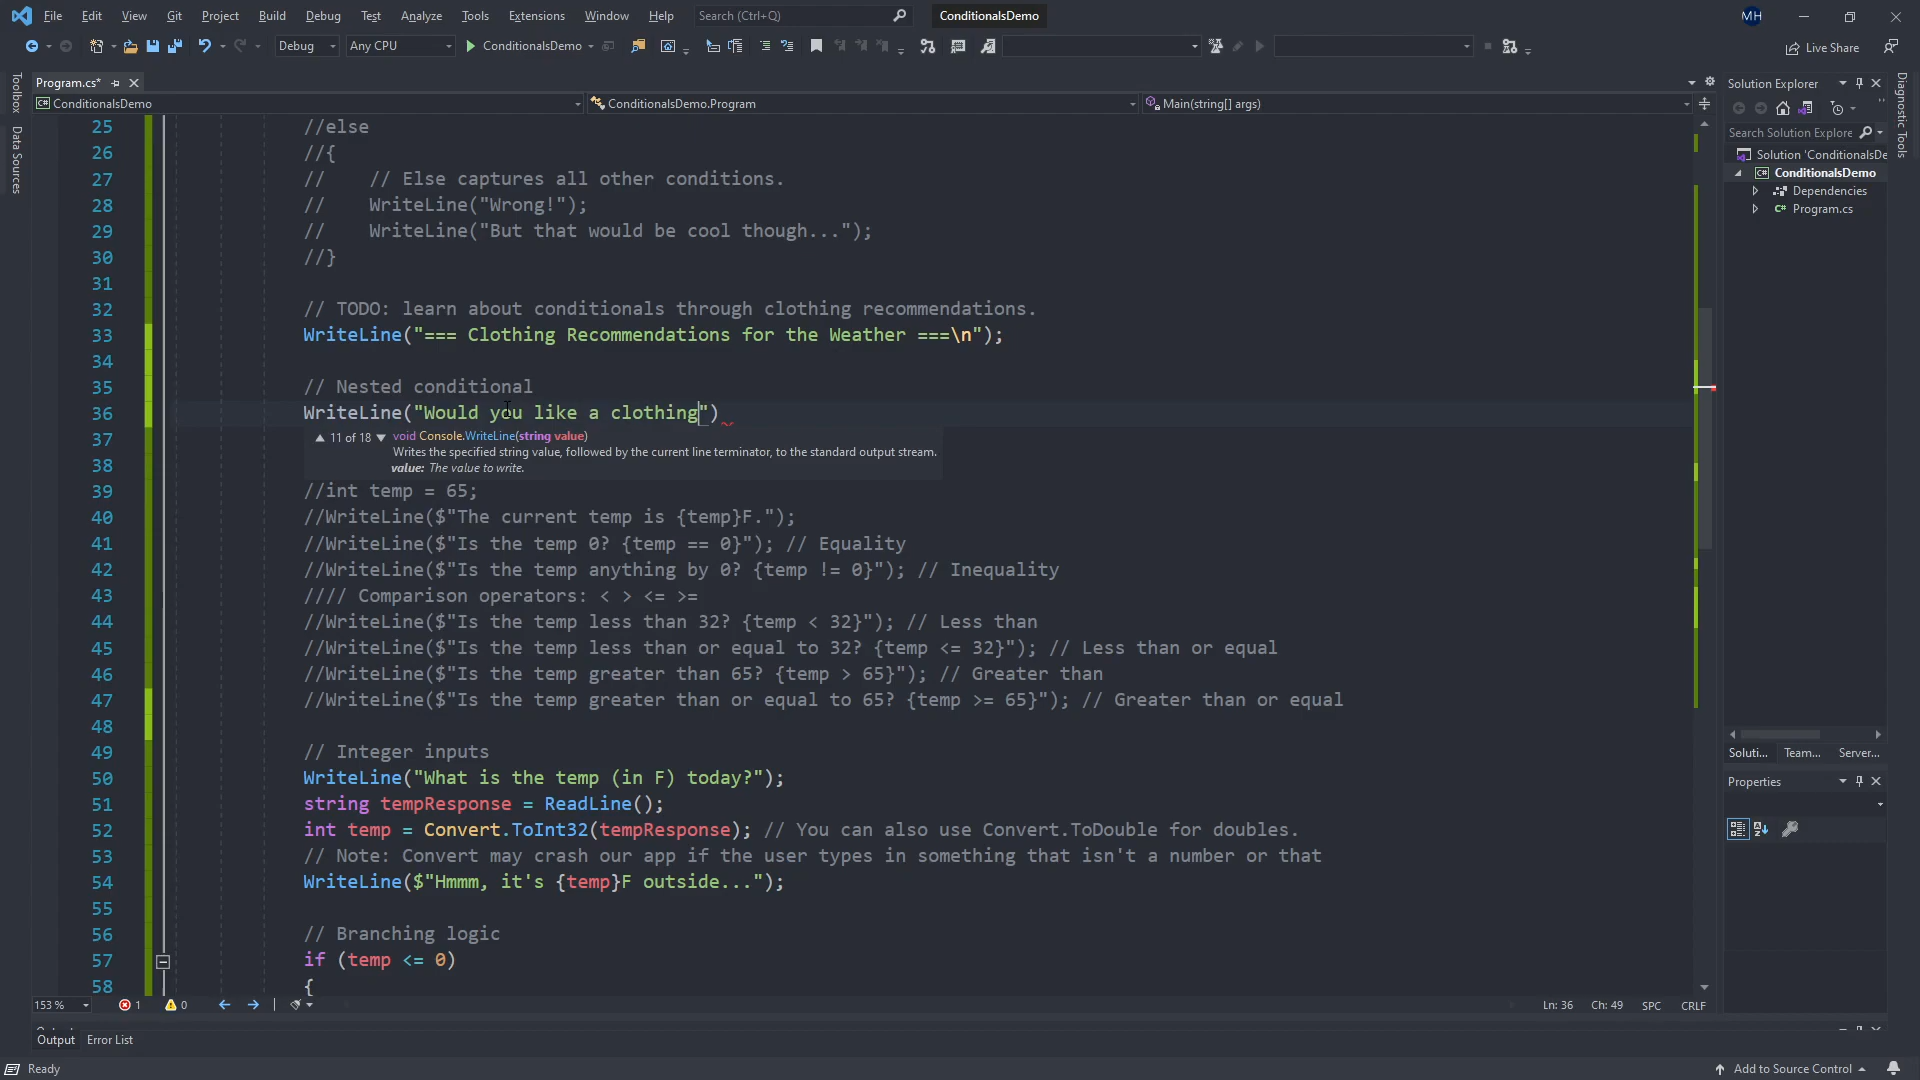 File Edit View Git Project Build Debug Test Analyze Tools Extensions Window Help Search (Ctrl+Q) ConditionalsDemo MH
Debug Any CPU ConditionalsDemo Live Share
Program.cs* Solution Explorer
Toolbox
Data Sources
Diagnostic Tools
C# ConditionalsDemo ConditionalsDemo.Program Main(string[] args)
Search Solution Explore
Solution 'ConditionalsDe
C# ConditionalsDemo
Dependencies
C# Program.cs
25 //else
26 //{
27 //    // Else captures all other conditions.
28 //    WriteLine("Wrong!");
29 //    WriteLine("But that would be cool though...");
30 //}
31
32 // TODO: learn about conditionals through clothing recommendations.
33 WriteLine("=== Clothing Recommendations for the Weather ===\n");
34
35 // Nested conditional
36 WriteLine("Would you like a clothing")
37 11 of 18 void Console.WriteLine(string value)
Writes the specified string value, followed by the current line terminator, to the standard output stream.
38 value: The value to write.
39 //int temp = 65;
40 //WriteLine($"The current temp is {temp}F.");
41 //WriteLine($"Is the temp 0? {temp == 0}"); // Equality
42 //WriteLine($"Is the temp anything by 0? {temp != 0}"); // Inequality
43 //// Comparison operators: < > <= >=
44 //WriteLine($"Is the temp less than 32? {temp < 32}"); // Less than
45 //WriteLine($"Is the temp less than or equal to 32? {temp <= 32}"); // Less than or equal
46 //WriteLine($"Is the temp greater than 65? {temp > 65}"); // Greater than
47 //WriteLine($"Is the temp greater than or equal to 65? {temp >= 65}"); // Greater than or equal
48
49 // Integer inputs
50 WriteLine("What is the temp (in F) today?");
51 string tempResponse = ReadLine();
52 int temp = Convert.ToInt32(tempResponse); // You can also use Convert.ToDouble for doubles.
53 // Note: Convert may crash our app if the user types in something that isn't a number or that
54 WriteLine($"Hmmm, it's {temp}F outside...");
55
56 // Branching logic
57 if (temp <= 0)
58 {
Soluti... Team... Server...
Properties
153 % 1 0 Ln: 36 Ch: 49 SPC CRLF
Output Error List
Ready Add to Source Control